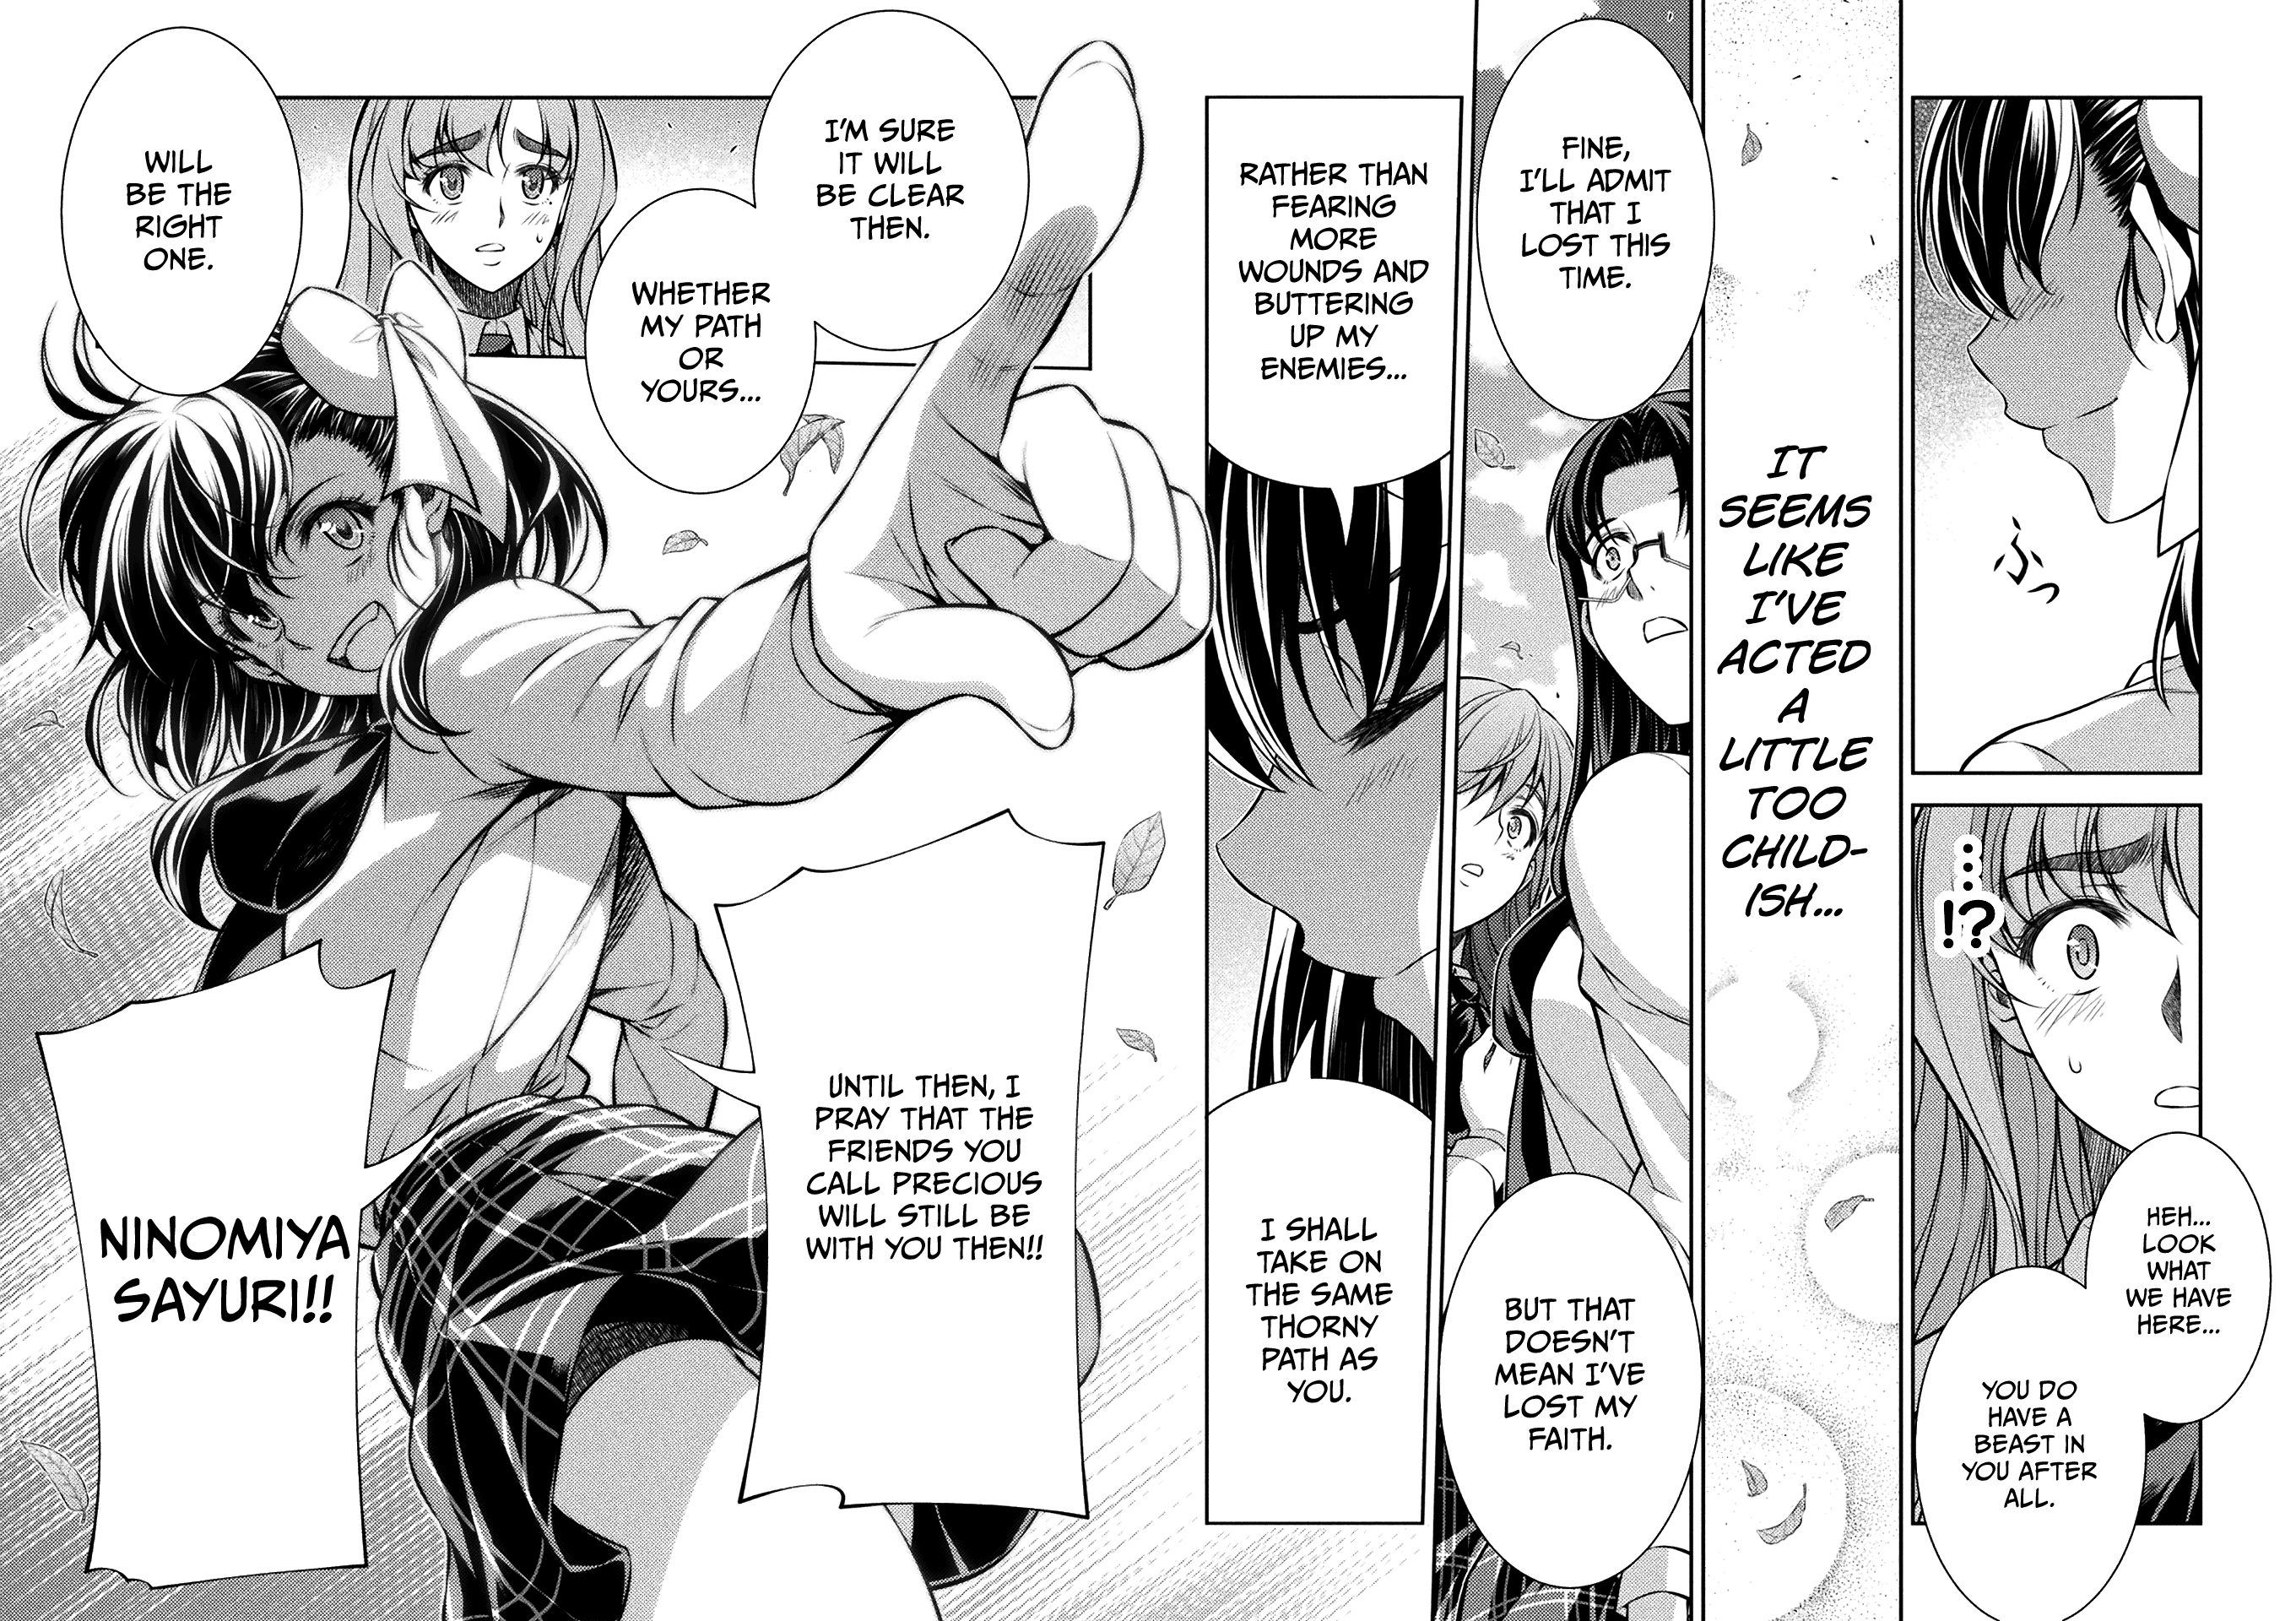 ふっ
...
!?
HEH...
LOOK
WHAT
WE HAVE
HERE...
YOU DO
HAVE A
BEAST IN
YOU AFTER
ALL.
IT
SEEMS
LIKE
I'VE
ACTED
A
LITTLE
TOO
CHILD-
ISH...
FINE,
I'LL ADMIT
THAT I
LOST THIS
TIME.
BUT THAT
DOESN'T
MEAN I'VE
LOST MY
FAITH.
RATHER THAN
FEARING
MORE
WOUNDS AND
BUTTERING
UP MY
ENEMIES...
I SHALL
TAKE ON
THE SAME
THORNY
PATH AS
YOU.
I'M SURE
IT WILL
BE CLEAR
THEN.
WHETHER
MY PATH
OR
YOURS...
WILL
BE THE
RIGHT
ONE.
UNTIL THEN, I
PRAY THAT THE
FRIENDS YOU
CALL PRECIOUS
WILL STILL BE
WITH YOU THEN!!
NINOMIYA
SAYURI!!